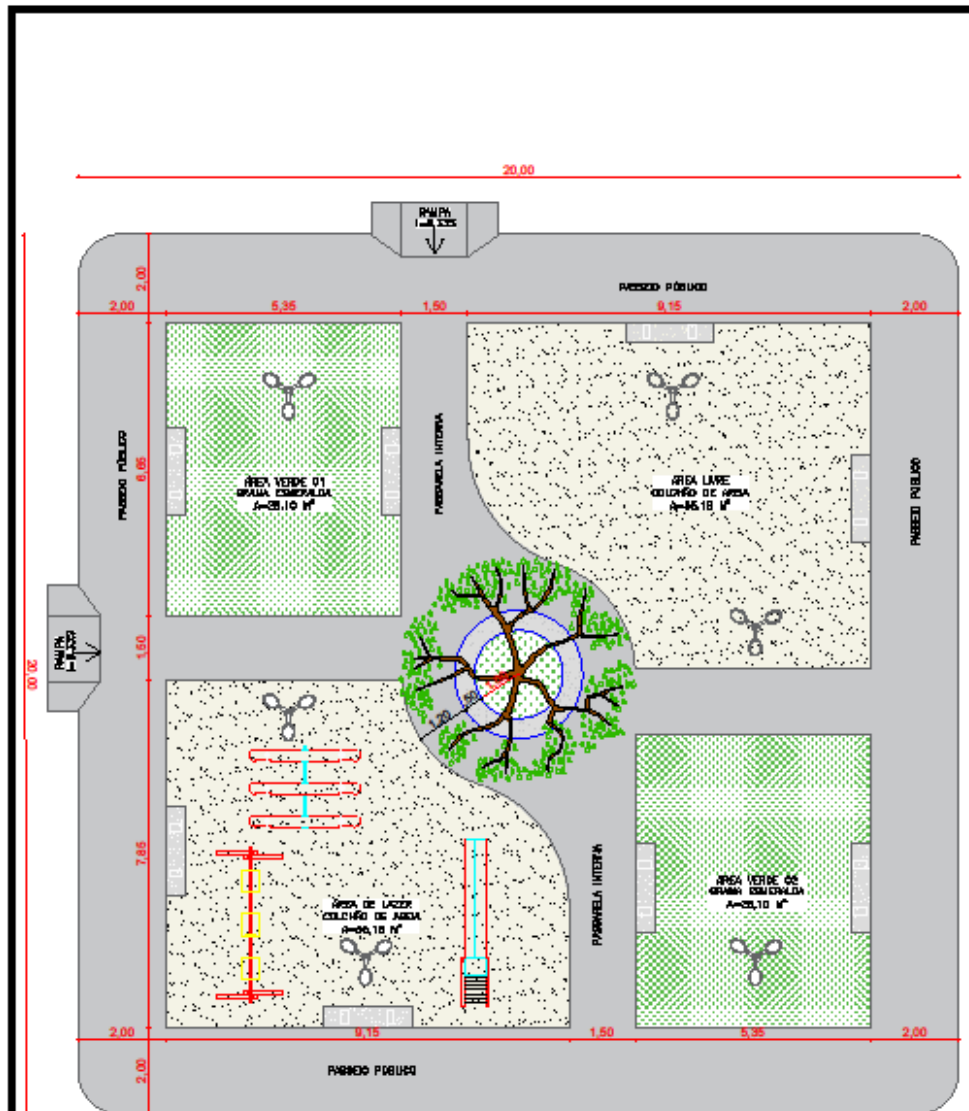 20,00
RAMPA
2,00
PASSEIO PÚBLICO
2,00
5,35
1,50
9,15
2,00
PASSEIO PÚBLICO
6,65
PASSARELA INTERNA
ÁREA VERDE 01
GRAMA ESMERALDA
ÁREA LIVRE
COLCHÃO DE AREIA
PASSEIO PÚBLICO
RAMPA
20,00
1,20
,50
7,85
ÁREA DE LAZER
COLCHÃO DE AREIA
PASSARELA INTERNA
ÁREA VERDE 02
GRAMA ESMERALDA
2,00
9,15
1,50
5,35
2,00
2,00
PASSEIO PÚBLICO